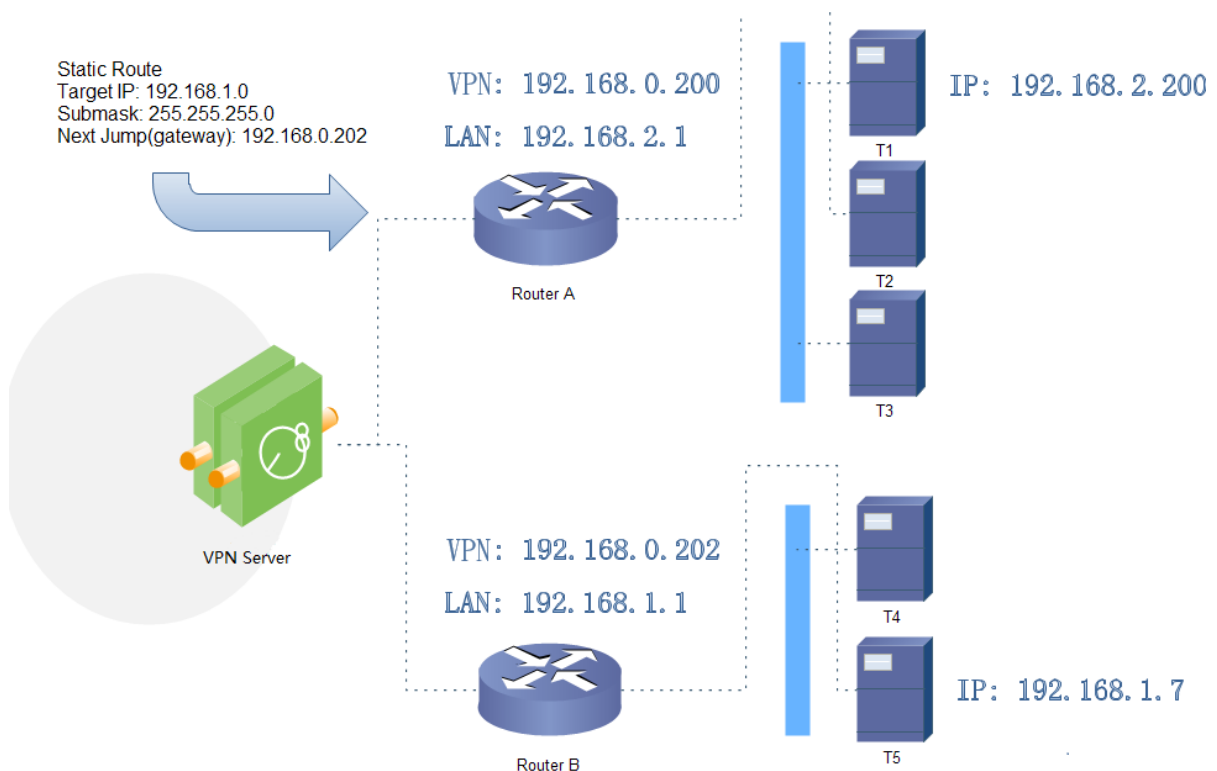 Static Route
Target IP: 192.168.1.0
Submask: 255.255.255.0
Next Jump(gateway): 192.168.0.202
VPN: 192.168.0.200
LAN: 192.168.2.1
Router A
IP: 192.168.2.200
T1
T2
T3
VPN Server
VPN: 192.168.0.202
LAN: 192.168.1.1
Router B
T4
IP: 192.168.1.7
T5